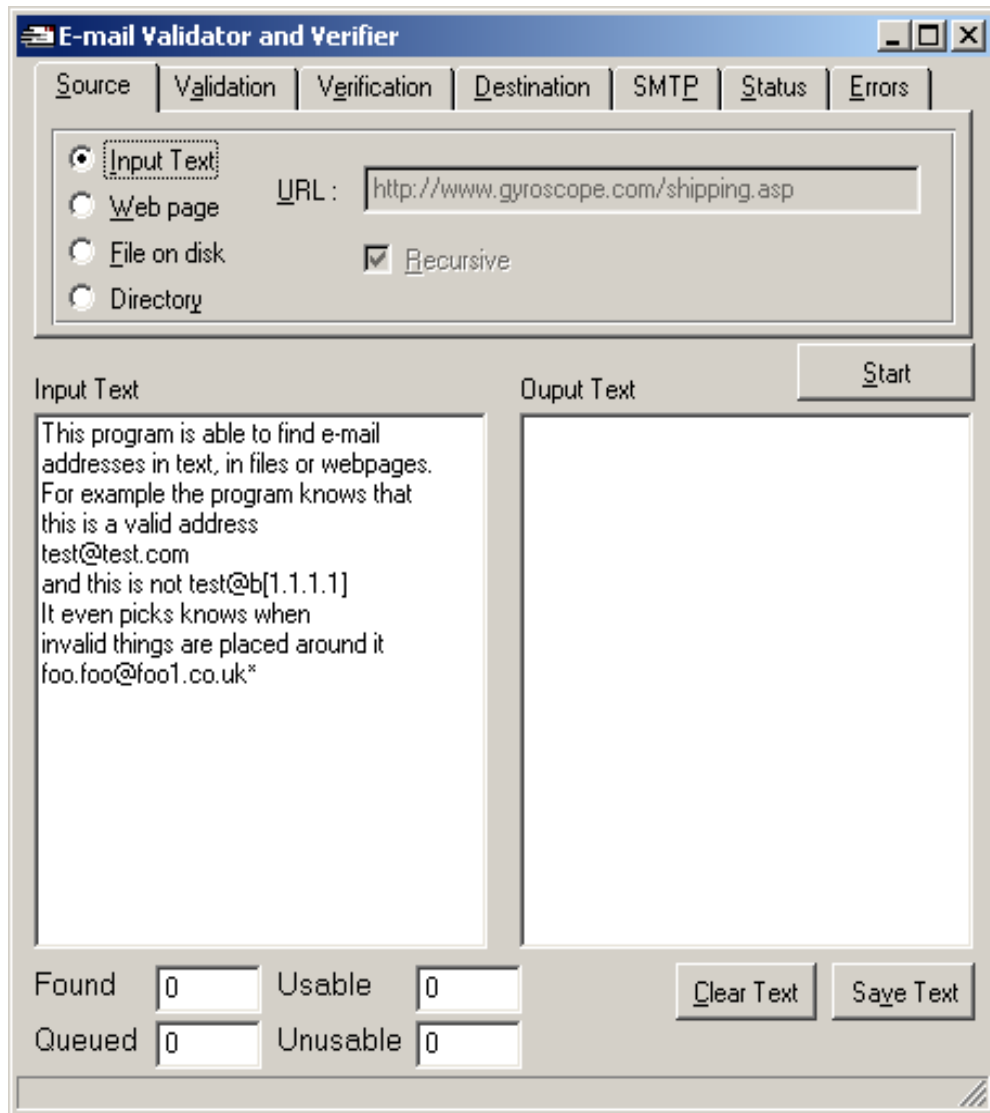 E-mail Validator and Verifier
Source Validation Verification Destination SMTP Status Errors
Input Text
Web page
File on disk
Directory
URL : http://www.gyroscope.com/shipping.asp
Recursive
Start
Input Text
This program is able to find e-mail
addresses in text, in files or webpages.
For example the program knows that
this is a valid address
test@test.com
and this is not test@b[1.1.1.1]
It even picks knows when
invalid things are placed around it
foo.foo@foo1.co.uk*
Ouput Text
Found 0 Usable 0
Queued 0 Unusable 0
Clear Text Save Text